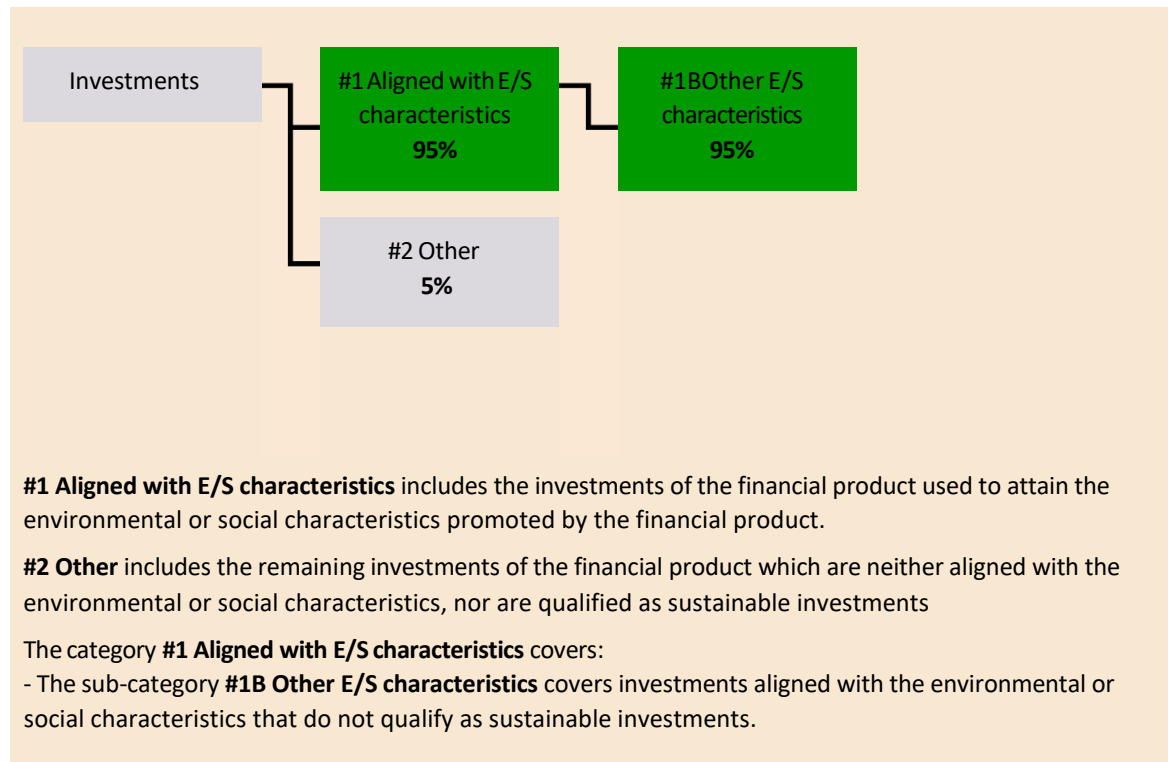 Investments
#1 Aligned with E/S
characteristics
95%
#1BOther E/S
characteristics
95%
#2 Other
5%
#1 Aligned with E/S characteristics includes the investments of the financial product used to attain the
environmental or social characteristics promoted by the financial product.
#2 Other includes the remaining investments of the financial product which are neither aligned with the
environmental or social characteristics, nor are qualified as sustainable investments
The category #1 Aligned with E/S characteristics covers:
- The sub-category #1B Other E/S characteristics covers investments aligned with the environmental or
social characteristics that do not qualify as sustainable investments.